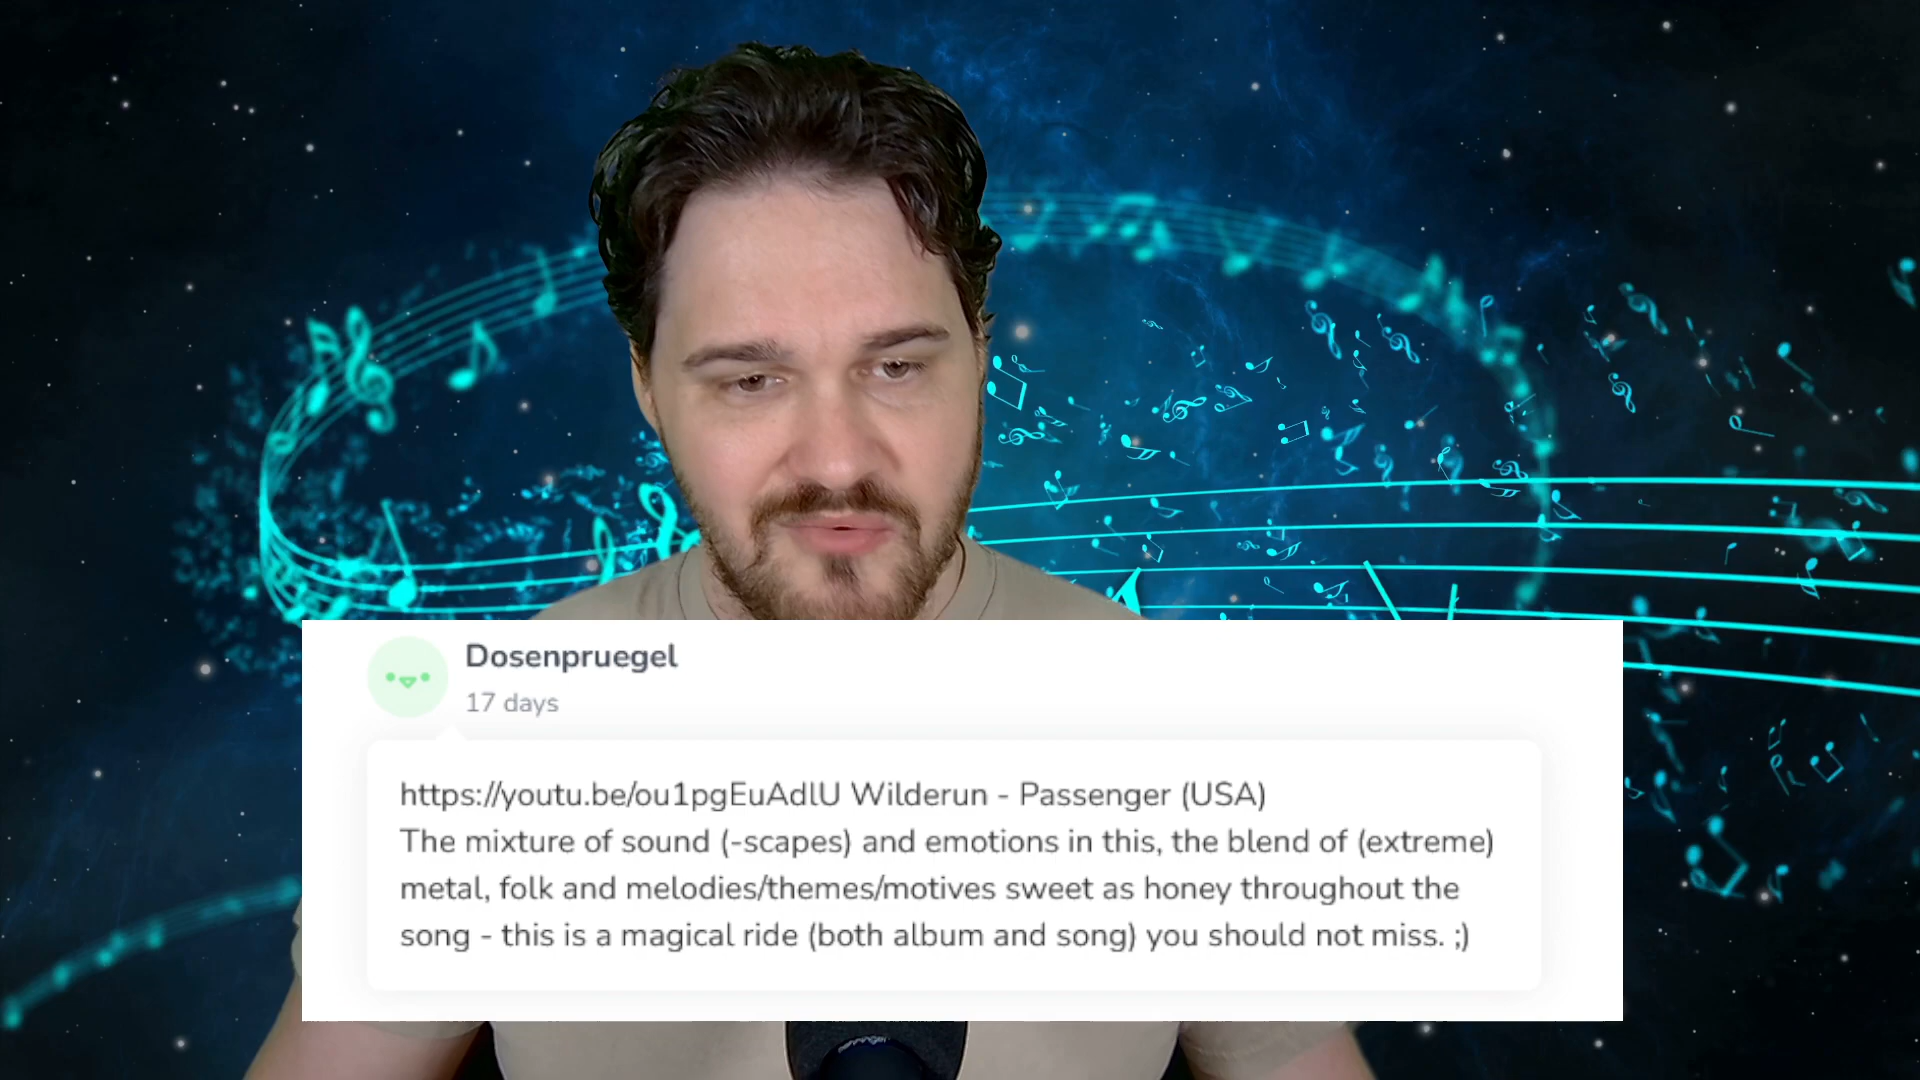 Dosenpruegel
17 days
https://youtu.be/ou1pgEuAdlU Wilderun - Passenger (USA)
The mixture of sound (-scapes) and emotions in this, the blend of (extreme)
metal, folk and melodies/themes/motives sweet as honey throughout the
song - this is a magical ride (both album and song) you should not miss. ;)